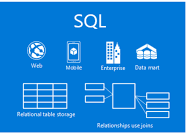 SQL
Web
Mobile
Enterprise
Data mart
Relational table storage
Relationships use joins